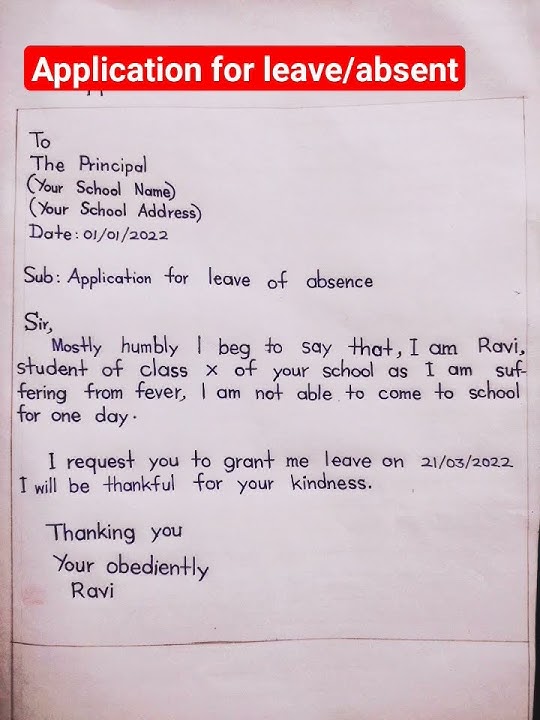 Application for leave/absent
To
The Principal
(Your School Name)
(Your School Address)
Date: 01/01/2022
Sub: Application for leave of absence
Sir,
Mostly humbly I beg to say that, I am Ravi,
student of class x of your school as I am suf-
fering from fever, I am not able to come to school
for one day.
I request you to grant me leave on 21/03/2022
I will be thankful for your kindness.
Thanking you
Your obediently
Ravi